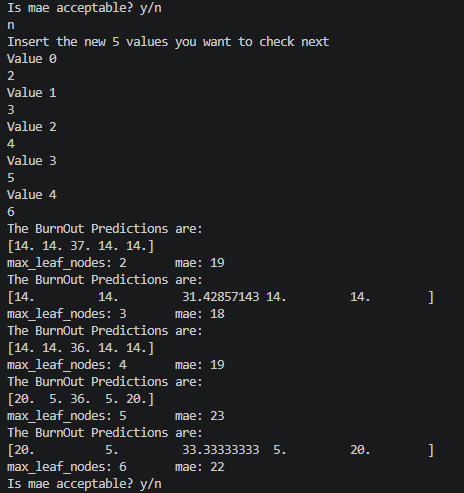 Is mae acceptable? y/n
n
Insert the new 5 values you want to check next
Value 0
2
Value 1
3
Value 2
4
Value 3
5
Value 4
6
The BurnOut Predictions are:
[14. 14. 37. 14. 14.]
max_leaf_nodes: 2       mae: 19
The BurnOut Predictions are:
[14.         14.         31.42857143 14.         14.        ]
max_leaf_nodes: 3       mae: 18
The BurnOut Predictions are:
[14. 14. 36. 14. 14.]
max_leaf_nodes: 4       mae: 19
The BurnOut Predictions are:
[20.  5. 36.  5. 20.]
max_leaf_nodes: 5       mae: 23
The BurnOut Predictions are:
[20.          5.         33.33333333  5.         20.        ]
max_leaf_nodes: 6       mae: 22
Is mae acceptable? y/n